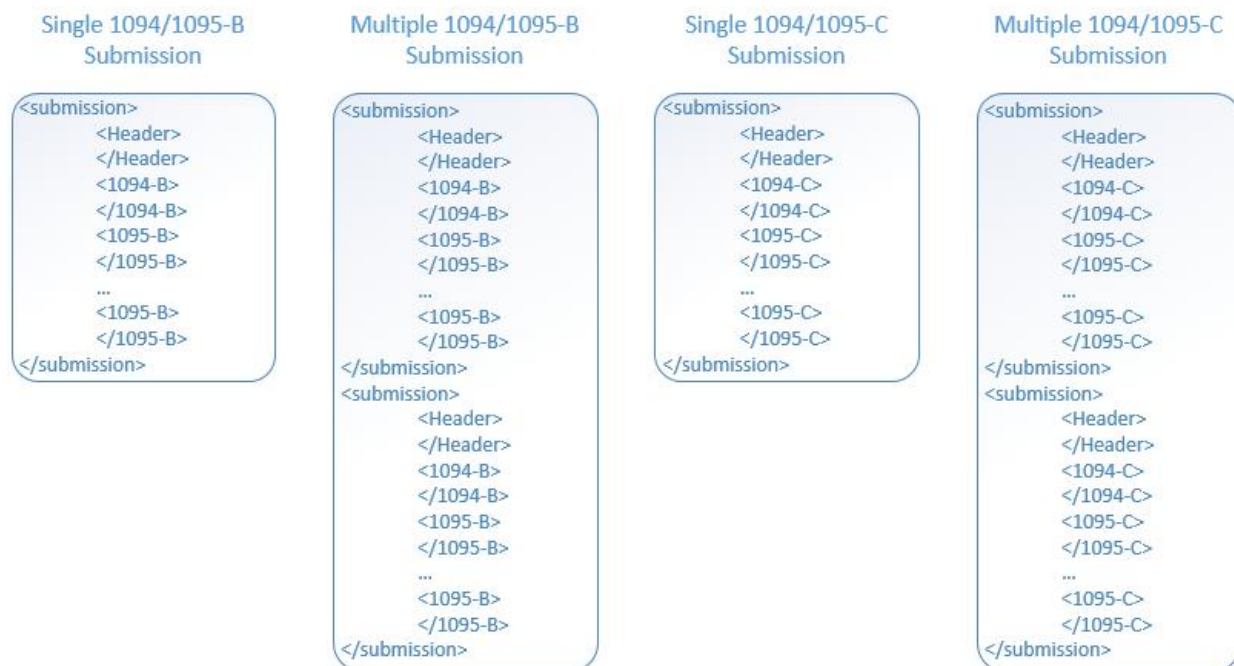 Single 1094/1095-B
Submission
<submission>
<Header>
</Header>
<1094-B>
</1094-B>
<1095-B>
</1095-B>
...
<1095-B>
</1095-B>
</submission>
Multiple 1094/1095-B
Submission
<submission>
<Header>
</Header>
<1094-B>
</1094-B>
<1095-B>
</1095-B>
...
<1095-B>
</1095-B>
</submission>
<submission>
<Header>
</Header>
<1094-B>
</1094-B>
<1095-B>
</1095-B>
...
<1095-B>
</1095-B>
</submission>
Single 1094/1095-C
Submission
<submission>
<Header>
</Header>
<1094-C>
</1094-C>
<1095-C>
</1095-C>
...
<1095-C>
</1095-C>
</submission>
Multiple 1094/1095-C
Submission
<submission>
<Header>
</Header>
<1094-C>
</1094-C>
<1095-C>
</1095-C>
...
<1095-C>
</1095-C>
</submission>
<submission>
<Header>
</Header>
<1094-C>
</1094-C>
<1095-C>
</1095-C>
...
<1095-C>
</1095-C>
</submission>